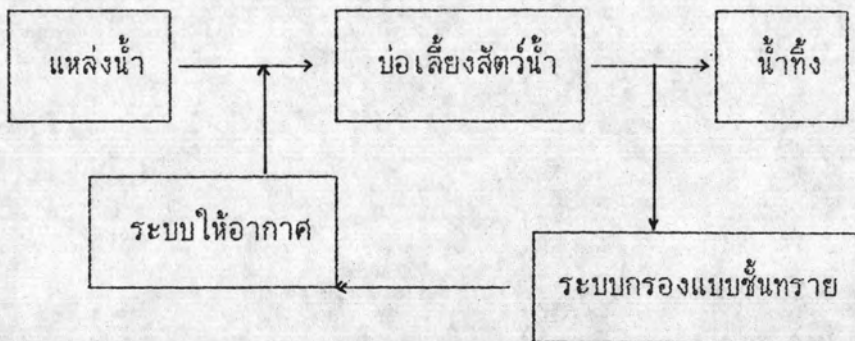 แหล่งน้ำ
บ่อเลี้ยงสัตว์น้ำ
น้ำทิ้ง
ระบบให้อากาศ
ระบบกรองแบบชั้นทราย